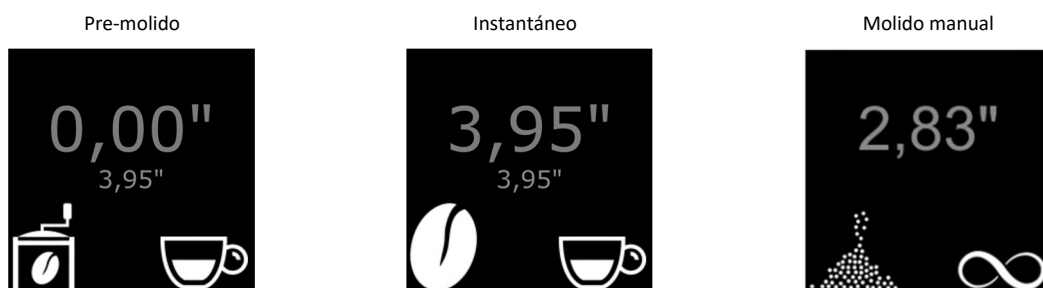 Pre-molido
Instantáneo
Molido manual
0,00"
3,95"
3,95"
3,95"
2,83"